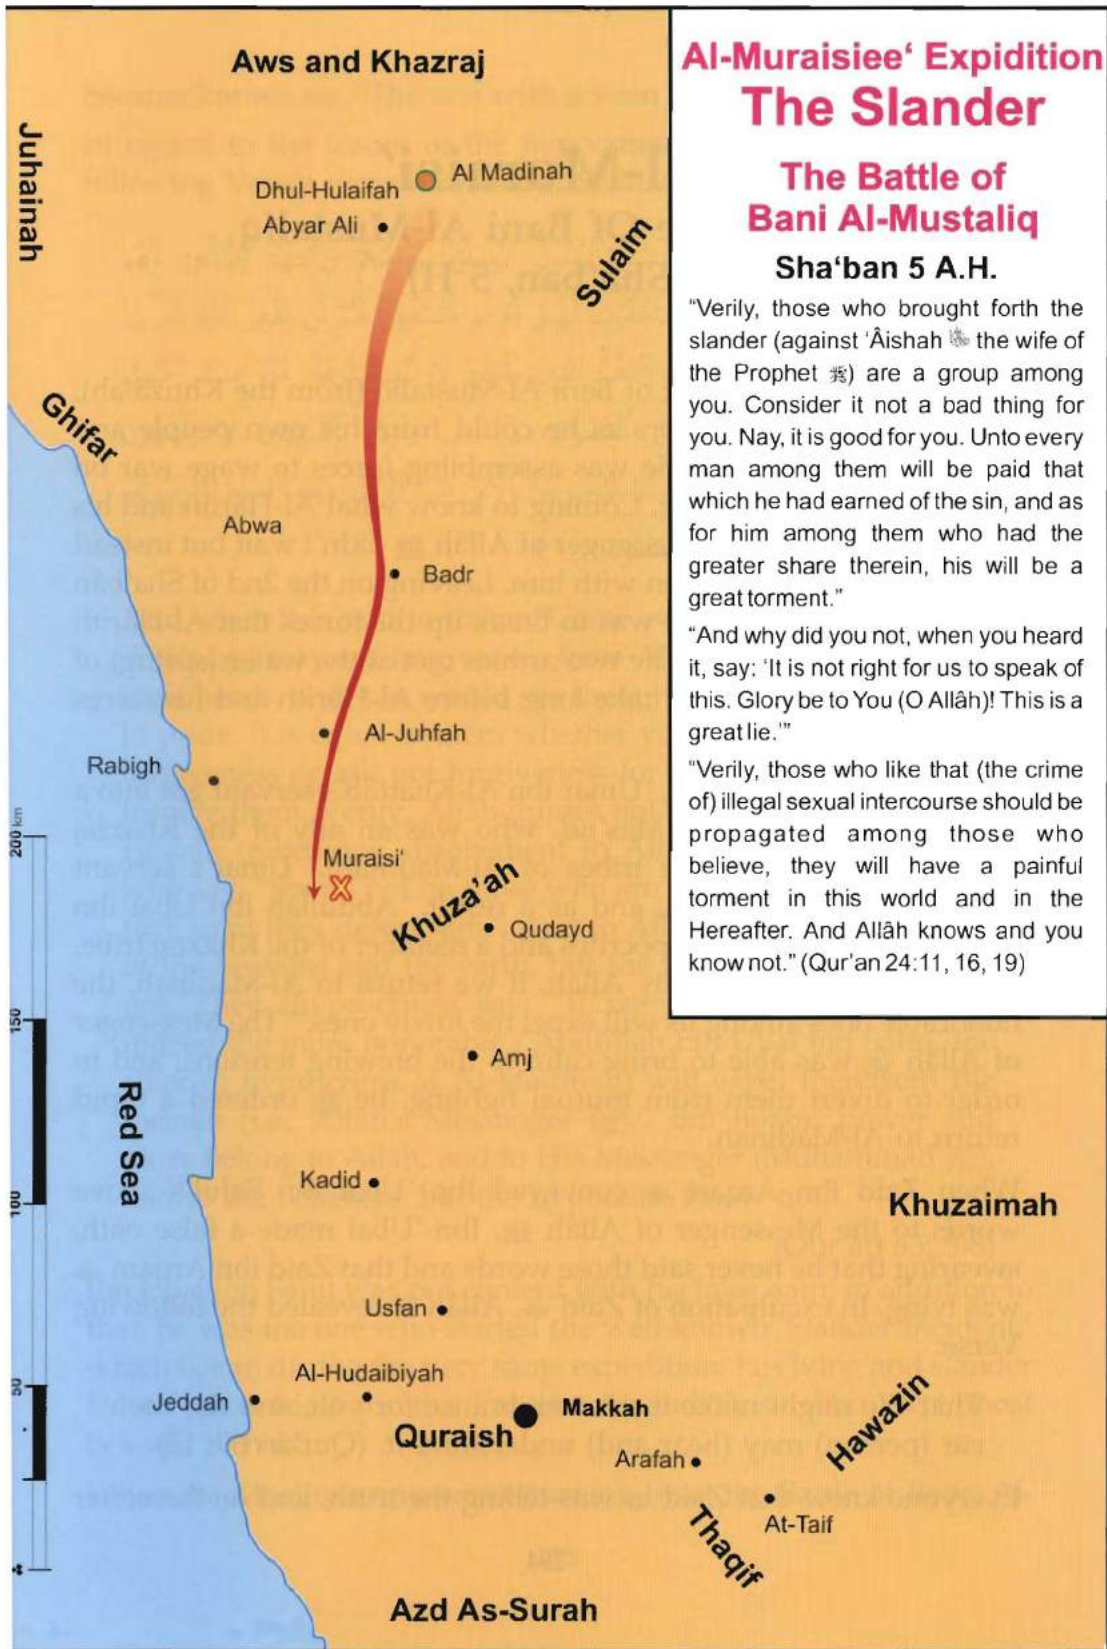 Aws and Khazraj
Juhainah
Al Madinah
Dhul-Hulaifah
Abyar Ali
Sulaim
Ghifar
Abwa
Badr
Al-Juhfah
Rabigh
200 km
Muraisi'
Khuza'ah
Qudayd
150
Amj
Red Sea
Kadid
100
Khuzaimah
Usfan
Al-Hudaibiyah
50
Jeddah
Makkah
Quraish
Hawazin
Arafah
At-Taif
Thaqif
Azd As-Surah
Al-Muraisiee‘ Expidition
The Slander
The Battle of
Bani Al-Mustaliq
Sha‘ban 5 A.H.
“Verily, those who brought forth the
slander (against ‘Âishah the wife of
the Prophet ﷺ) are a group among
you. Consider it not a bad thing for
you. Nay, it is good for you. Unto every
man among them will be paid that
which he had earned of the sin, and as
for him among them who had the
greater share therein, his will be a
great torment.”
“And why did you not, when you heard
it, say: ‘It is not right for us to speak of
this. Glory be to You (O Allâh)! This is a
great lie.’”
“Verily, those who like that (the crime
of) illegal sexual intercourse should be
propagated among those who
believe, they will have a painful
torment in this world and in the
Hereafter. And Allâh knows and you
know not.” (Qur’an 24:11, 16, 19)